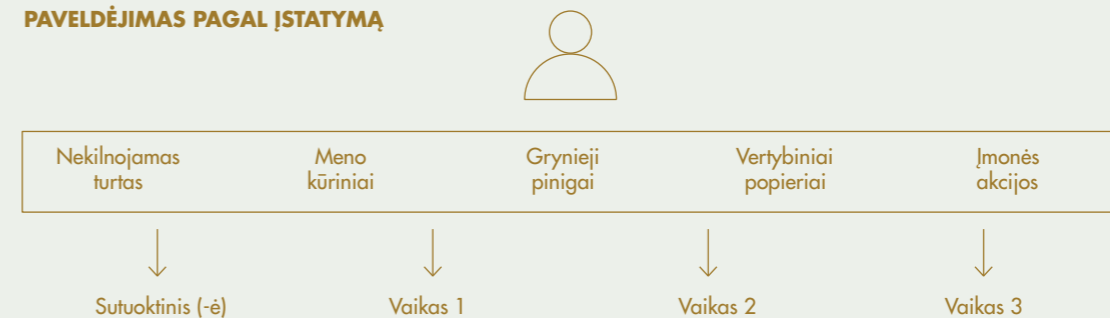 PAVELDĖJIMAS PAGAL ĮSTATYMĄ
Nekilnojamas
turtas
Meno
kūriniai
Grynieji
pinigai
Vertybiniai
popieriai
Įmonės
akcijos
Sutuoktinis (-ė)
Vaikas 1
Vaikas 2
Vaikas 3